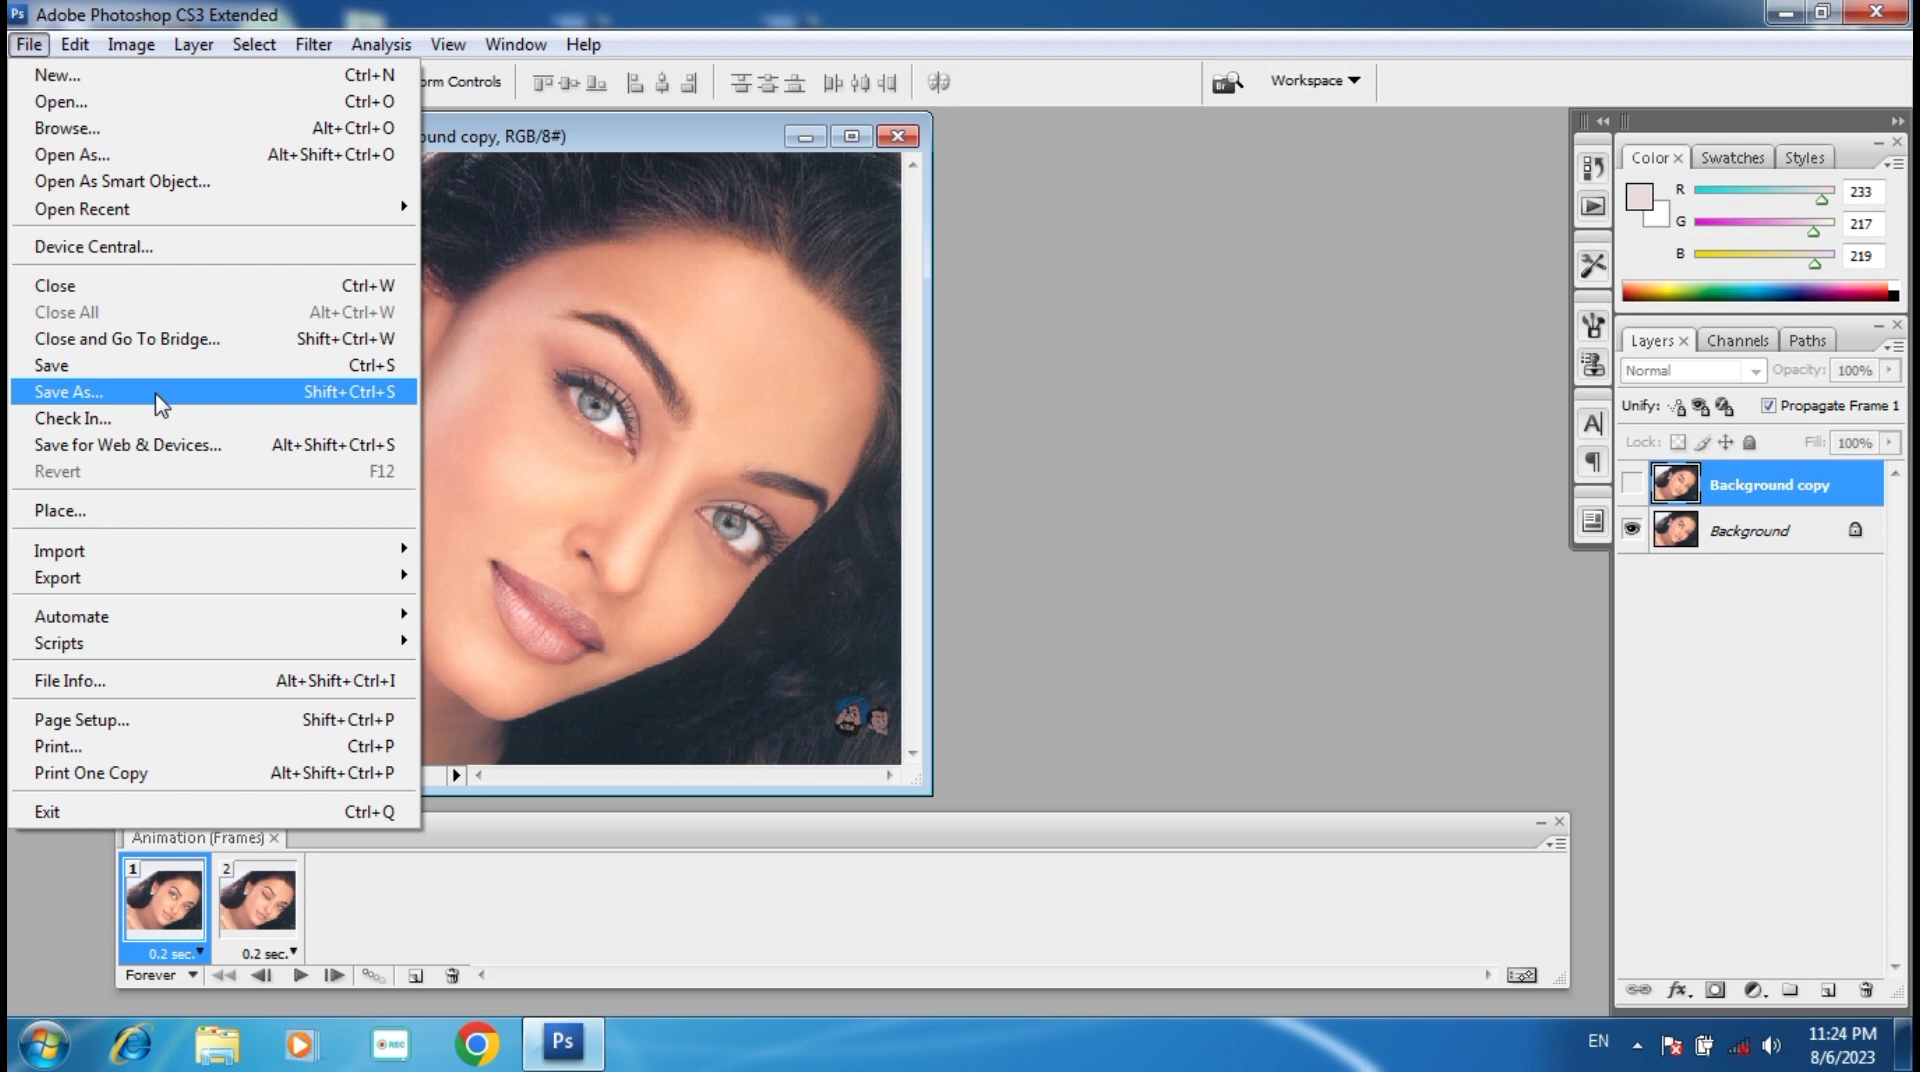 Ps Adobe Photoshop CS3 Extended
File Edit Image Layer Select Filter Analysis View Window Help
New... Ctrl+N
Open... Ctrl+O
Browse... Alt+Ctrl+O
Open As... Alt+Shift+Ctrl+O
Open As Smart Object...
Open Recent
Device Central...
Close Ctrl+W
Close All Alt+Ctrl+W
Close and Go To Bridge... Shift+Ctrl+W
Save Ctrl+S
Save As... Shift+Ctrl+S
Check In...
Save for Web & Devices... Alt+Shift+Ctrl+S
Revert F12
Place...
Import
Export
Automate
Scripts
File Info... Alt+Shift+Ctrl+I
Page Setup... Shift+Ctrl+P
Print... Ctrl+P
Print One Copy Alt+Shift+Ctrl+P
Exit Ctrl+Q
orm Controls
Br
Workspace
und copy, RGB/8#)
Color Swatches Styles
R 233
G 217
B 219
Layers Channels Paths
Normal Opacity: 100%
Unify: Propagate Frame 1
Lock: Fill: 100%
Background copy
Background
Animation (Frames)
1 2
0.2 sec. 0.2 sec.
Forever
REC
Ps
EN
11:24 PM
8/6/2023